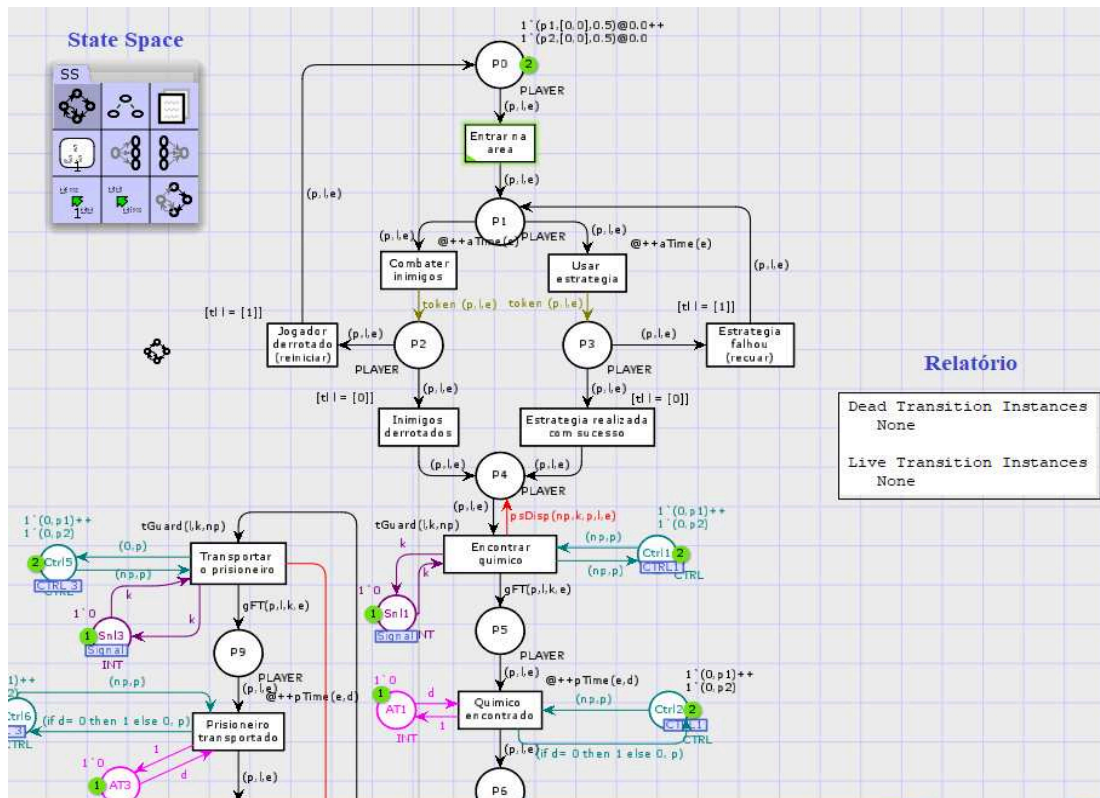 State Space
SS
1
1
1`(p1,[0,0],0.5)@0.0++
1`(p2,[0,0],0.5)@0.0
P0
2
PLAYER
(p,l,e)
Entrar na
area
(p,l,e)
(p,l,e)
P1
PLAYER
(p,l,e)
(p,l,e)
@++aTime(e)
@++aTime(e)
(p,l,e)
Combater
inimigos
Usar
estrategia
token (p,l,e)
token (p,l,e)
[tl l = [1]]
[tl l = [1]]
Jogador
derrotado
(reiniciar)
(p,l,e)
P2
PLAYER
P3
PLAYER
(p,l,e)
Estrategia
falhou
(recuar)
(p,l,e)
(p,l,e)
[tl l = [0]]
[tl l = [0]]
Inimigos
derrotados
Estrategia realizada
com sucesso
(p,l,e)
(p,l,e)
P4
PLAYER
(p,l,e)
psDisp(np,k,p,l,e)
Relatório
Dead Transition Instances
None
Live Transition Instances
None
1`(0,p1)++
1`(0,p2)
tGuard(l,k,np)
2
Ctrl5
CTRL_3
CTRL
(0,p)
(np,p)
Transportar
o prisioneiro
k
k
1`0
1
Snl3
Signal
INT
gFT(p,l,k,e)
P9
PLAYER
(p,l,e)
@++pTime(e,d)
(np,p)
Ctrl6
CTRL
(if d= 0 then 1 else 0, p)
Prisioneiro
transportado
1
d
1`0
1
AT3
(p,l,e)
tGuard(l,k,np)
Encontrar
quimico
1`(0,p1)++
1`(0,p2)
(np,p)
(np,p)
Ctrl1
2
CTRL1
CTRL
k
k
1`0
1
Snl1
Signal
gFT(p,l,k,e)
P5
PLAYER
(p,l,e)
@++pTime(e,d)
1`0
1
AT1
INT
d
1
Quimico
encontrado
1`(0,p1)++
1`(0,p2)
(np,p)
Ctrl2
2
CTRL
(if d= 0 then 1 else 0, p)
(p,l,e)
P6